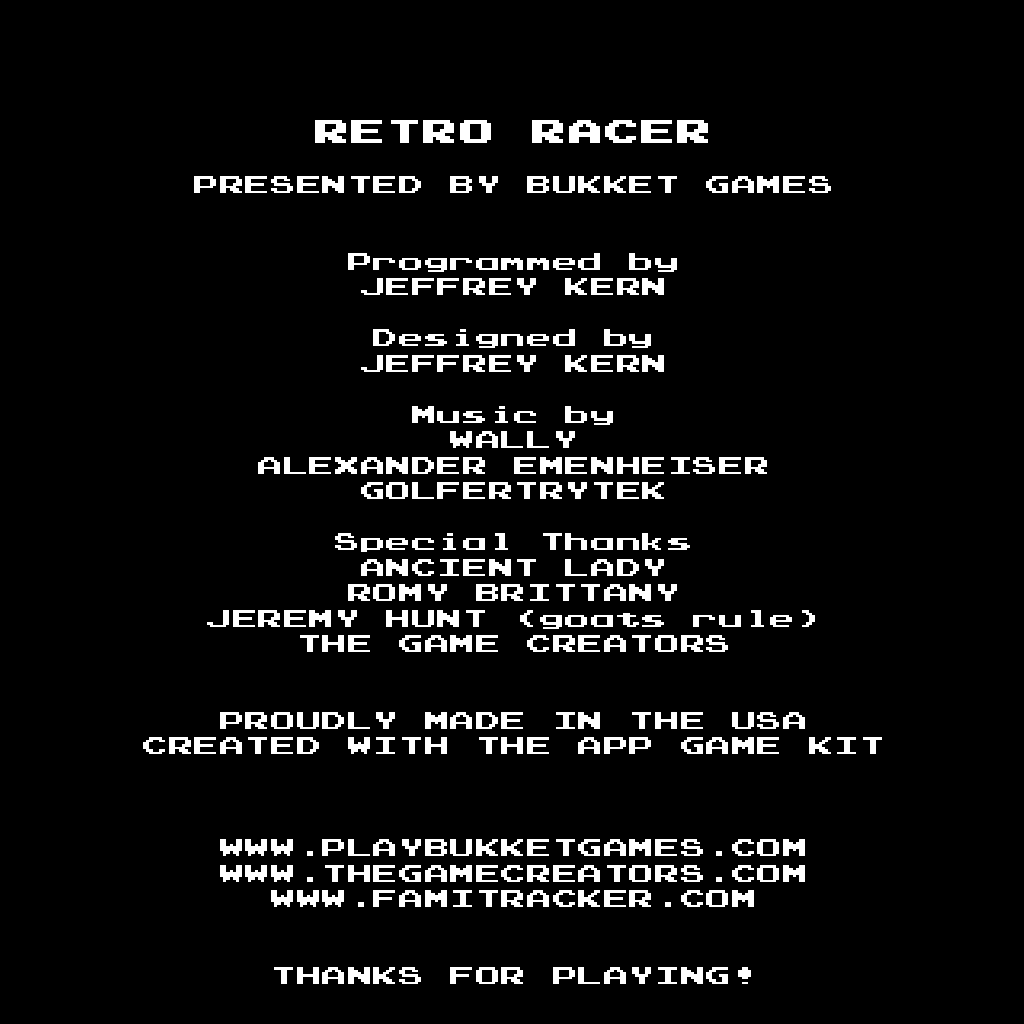 RETRO RACER
PRESENTED BY BUKKET GAMES
Programmed by
JEFFREY KERN
Designed by
JEFFREY KERN
Music by
WALLY
ALEXANDER EMENHEISER
GOLFERTRYTEK
Special Thanks
ANCIENT LADY
ROMY BRITTANY
JEREMY HUNT (goats rule)
THE GAME CREATORS
PROUDLY MADE IN THE USA
CREATED WITH THE APP GAME KIT
WWW.PLAYBUKKETGAMES.COM
WWW.THEGAMECREATORS.COM
WWW.FAMITRACKER.COM
THANKS FOR PLAYING!